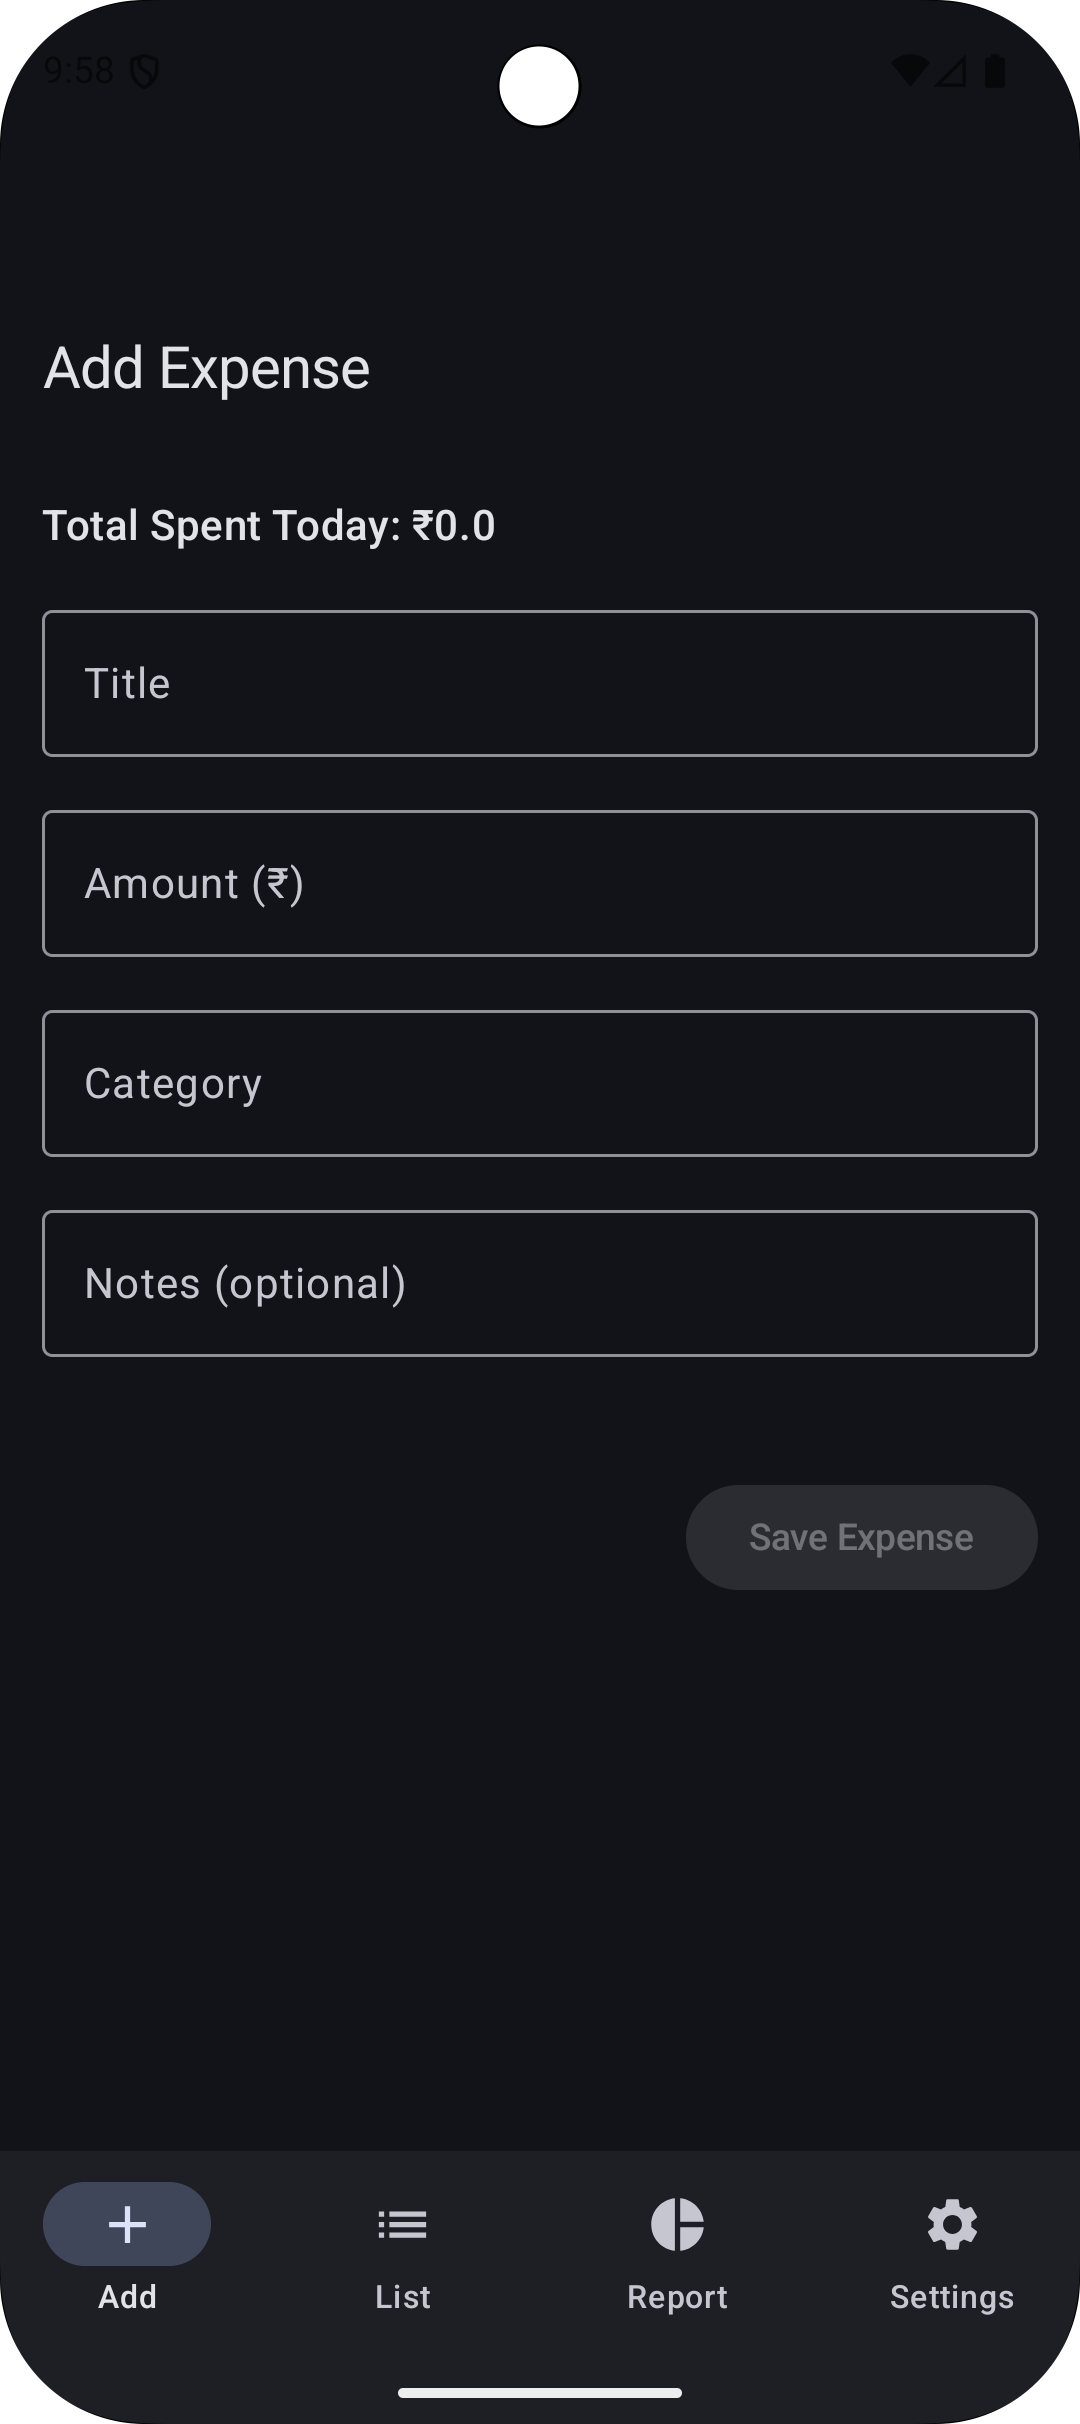 9:58
Add Expense
Total Spent Today: ₹0.0
Title
Amount (₹)
Category
Notes (optional)
Save Expense
Add
List
Report
Settings